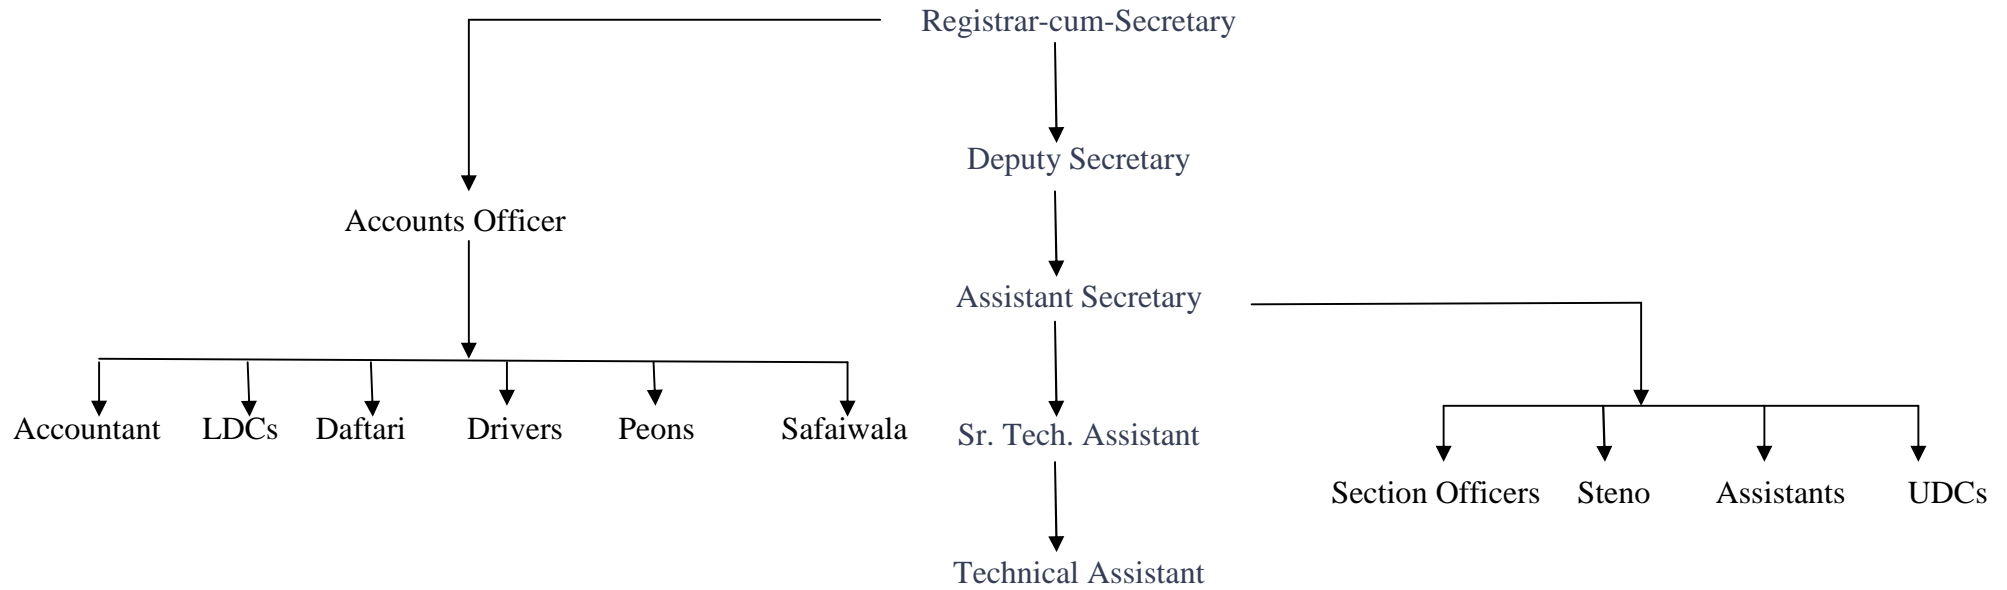 Registrar-cum-Secretary
Deputy Secretary
Accounts Officer
Assistant Secretary
Accountant LDCs Daftari Drivers Peons Safaiwala
Sr. Tech. Assistant
Section Officers Steno Assistants UDCs
Technical Assistant